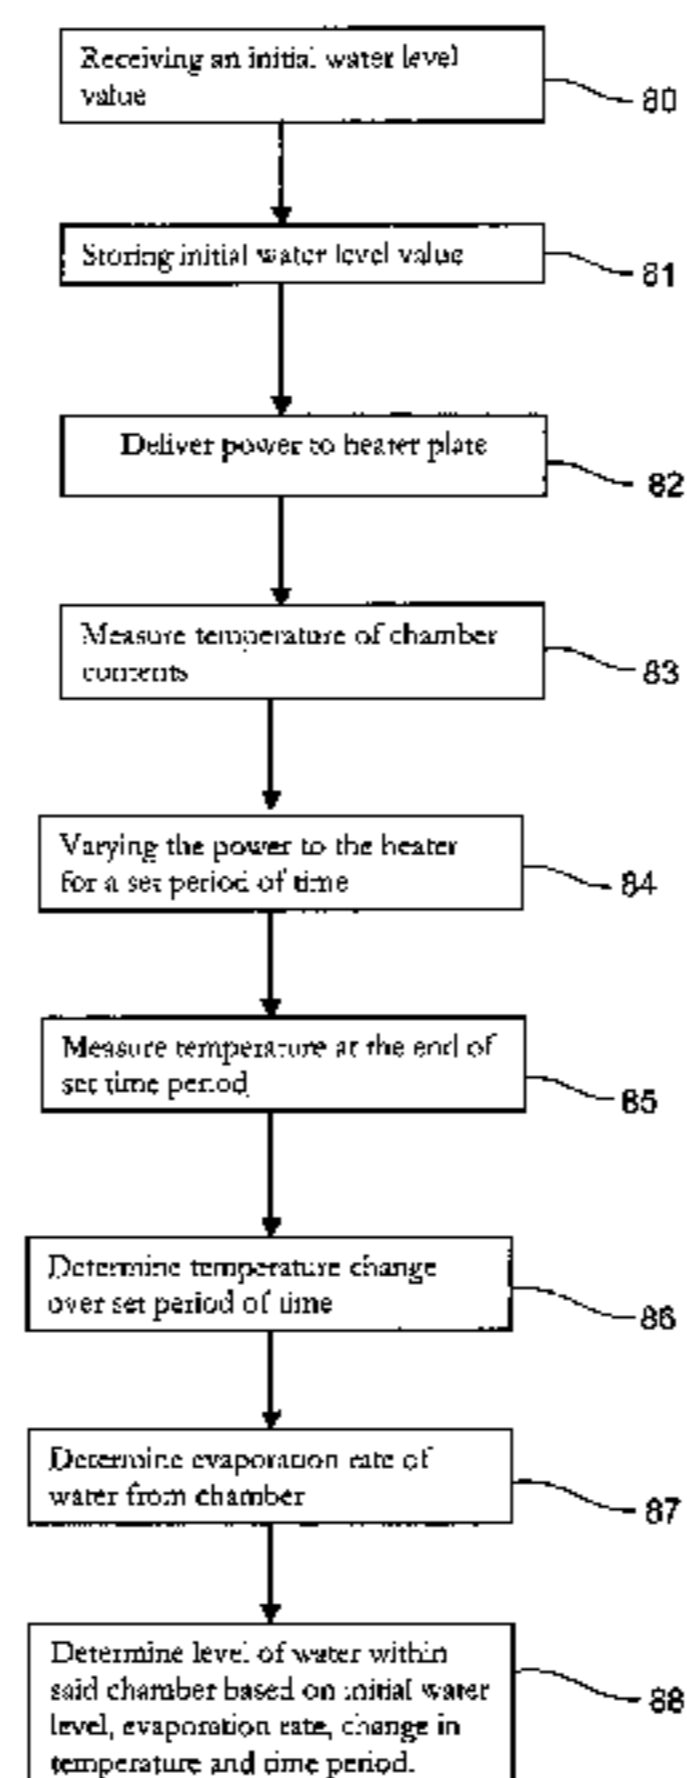 Receiving an initial water level
value
80
Storing initial water level value
81
Deliver power to heater plate
82
Measure temperature of chamber
contents
83
Varying the power to the heater
for a set period of time
84
Measure temperature at the end of
set time period
85
Determine temperature change
over set period of time
86
Determine evaporation rate of
water from chamber
87
Determine level of water within
said chamber based on initial water
level, evaporation rate, change in
temperature and time period.
88